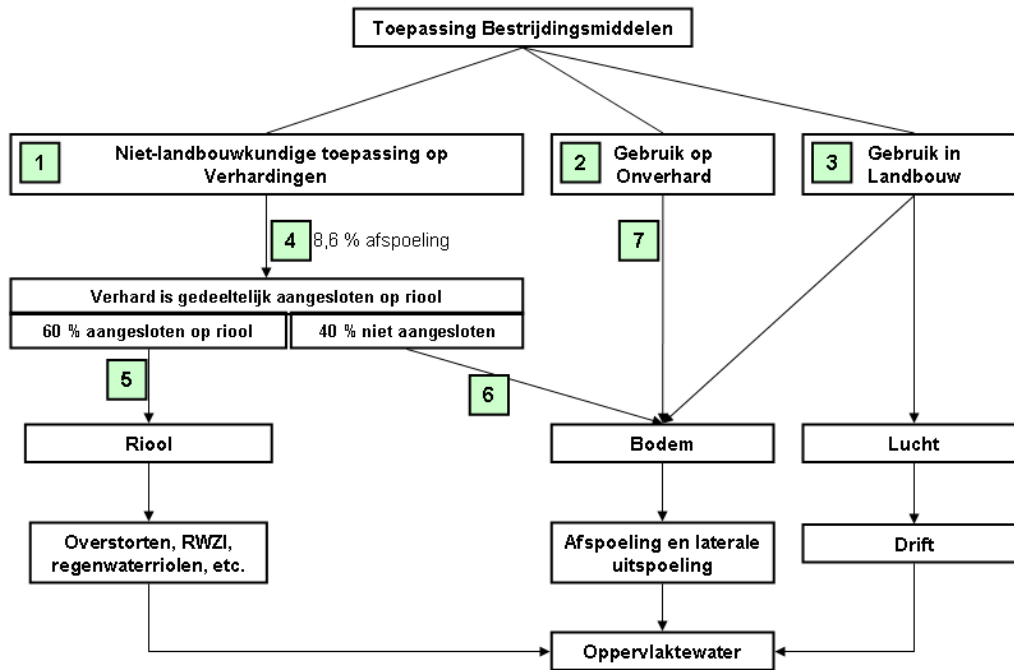 Toepassing Bestrijdingsmiddelen
1
Niet-landbouwkundige toepassing op
Verhardingen
2
Gebruik op
Onverhard
3
Gebruik in
Landbouw
4
8,6 % afspoeling
7
Verhard is gedeeltelijk aangesloten op riool
60 % aangesloten op riool
40 % niet aangesloten
5
6
Riool
Bodem
Lucht
Overstorten, RWZI,
regenwaterriolen, etc.
Afspoeling en laterale
uitspoeling
Drift
Oppervlaktewater